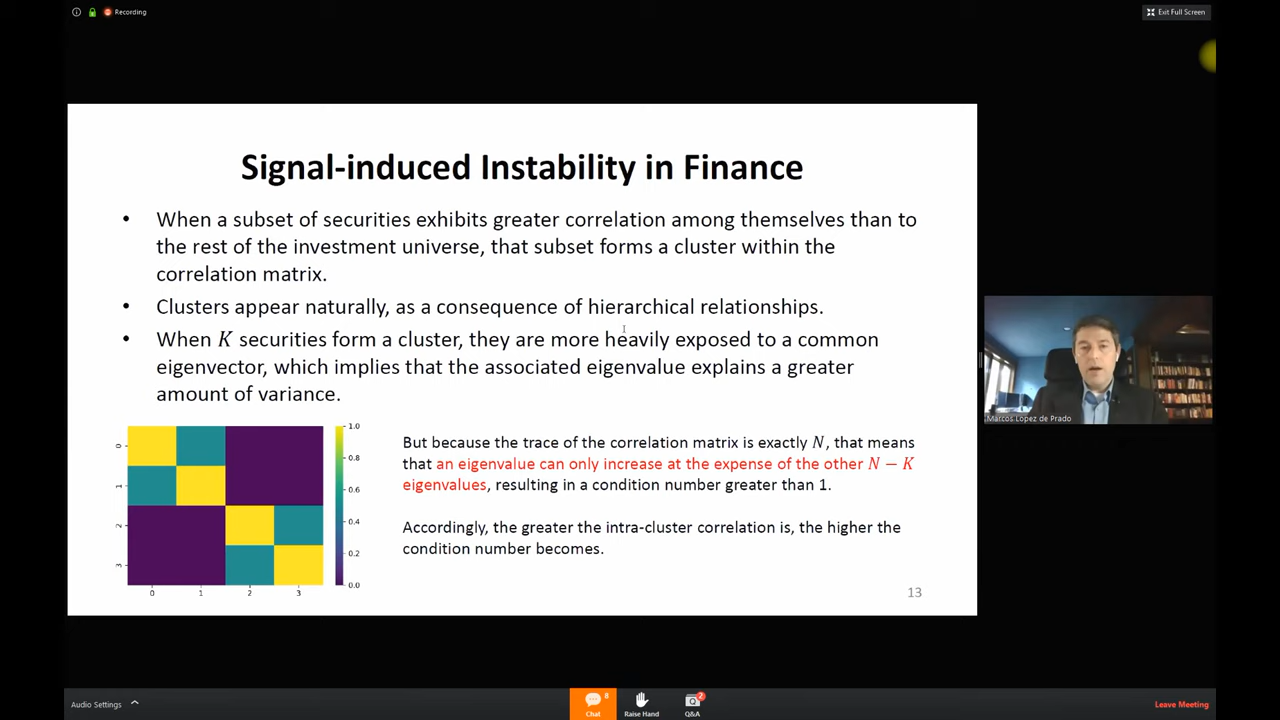 Recording
Exit Full Screen
Signal-induced Instability in Finance
• When a subset of securities exhibits greater correlation among themselves than to
the rest of the investment universe, that subset forms a cluster within the
correlation matrix.
• Clusters appear naturally, as a consequence of hierarchical relationships.
• When K securities form a cluster, they are more heavily exposed to a common
eigenvector, which implies that the associated eigenvalue explains a greater
amount of variance.
0
1
2
3
0 1 2 3
1.0
0.8
0.6
0.4
0.2
0.0
But because the trace of the correlation matrix is exactly N, that means
that an eigenvalue can only increase at the expense of the other N − K
eigenvalues, resulting in a condition number greater than 1.
Accordingly, the greater the intra-cluster correlation is, the higher the
condition number becomes.
13
Marcos Lopez de Prado
Audio Settings
8
Chat
Raise Hand
2
Q&A
Leave Meeting